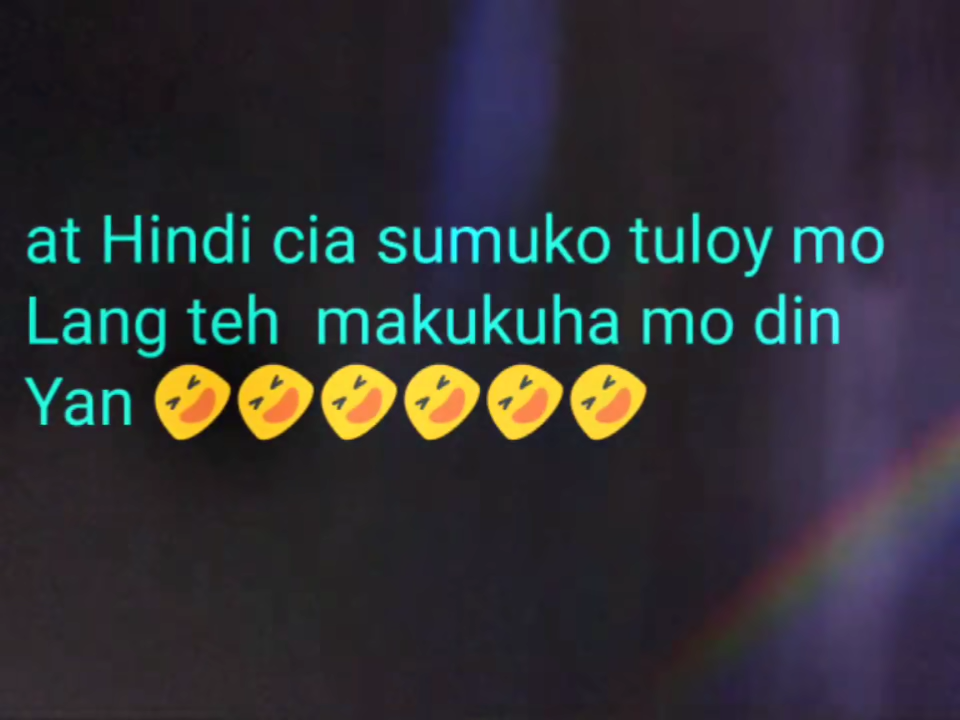 at Hindi cia sumuko tuloy mo
Lang teh makukuha mo din
Yan 🤣🤣🤣🤣🤣🤣